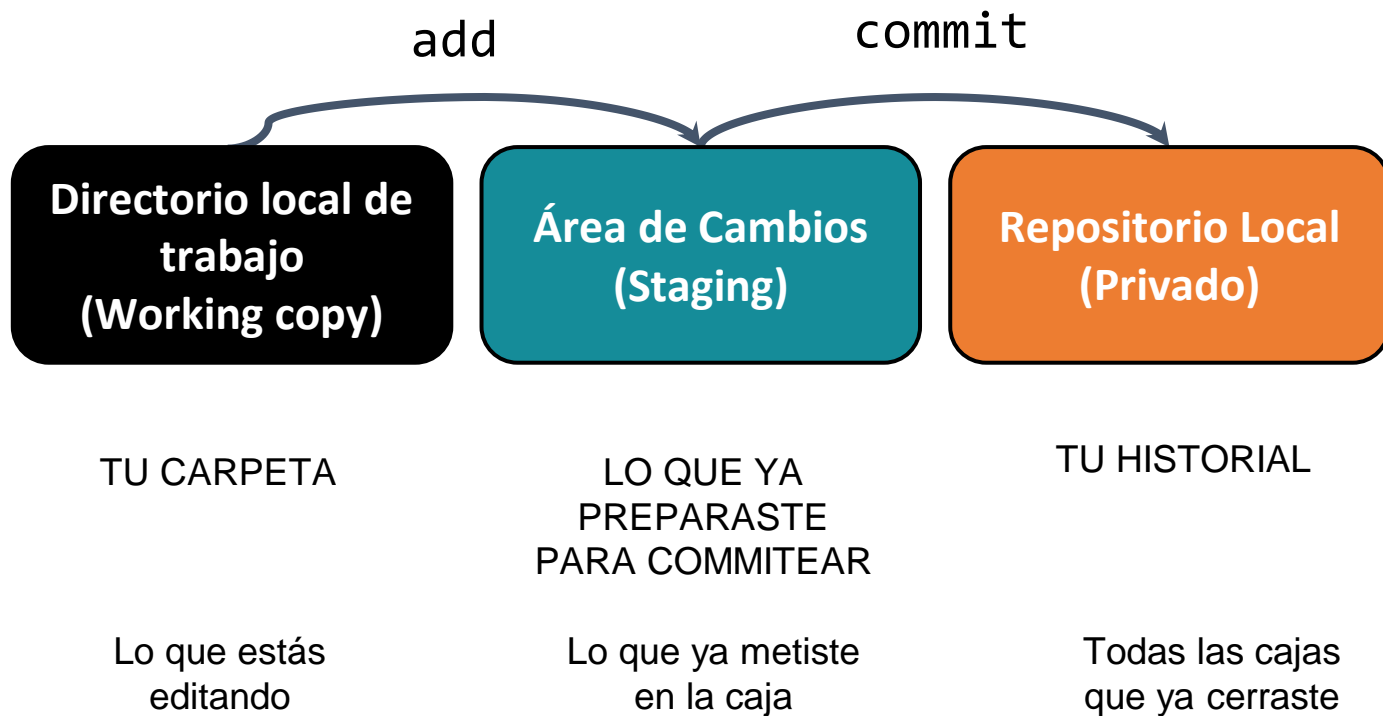 add
commit
Directorio local de
trabajo
(Working copy)
Área de Cambios
(Staging)
Repositorio Local
(Privado)
TU CARPETA
LO QUE YA
PREPARASTE
PARA COMMITEAR
TU HISTORIAL
Lo que estás
editando
Lo que ya metiste
en la caja
Todas las cajas
que ya cerraste